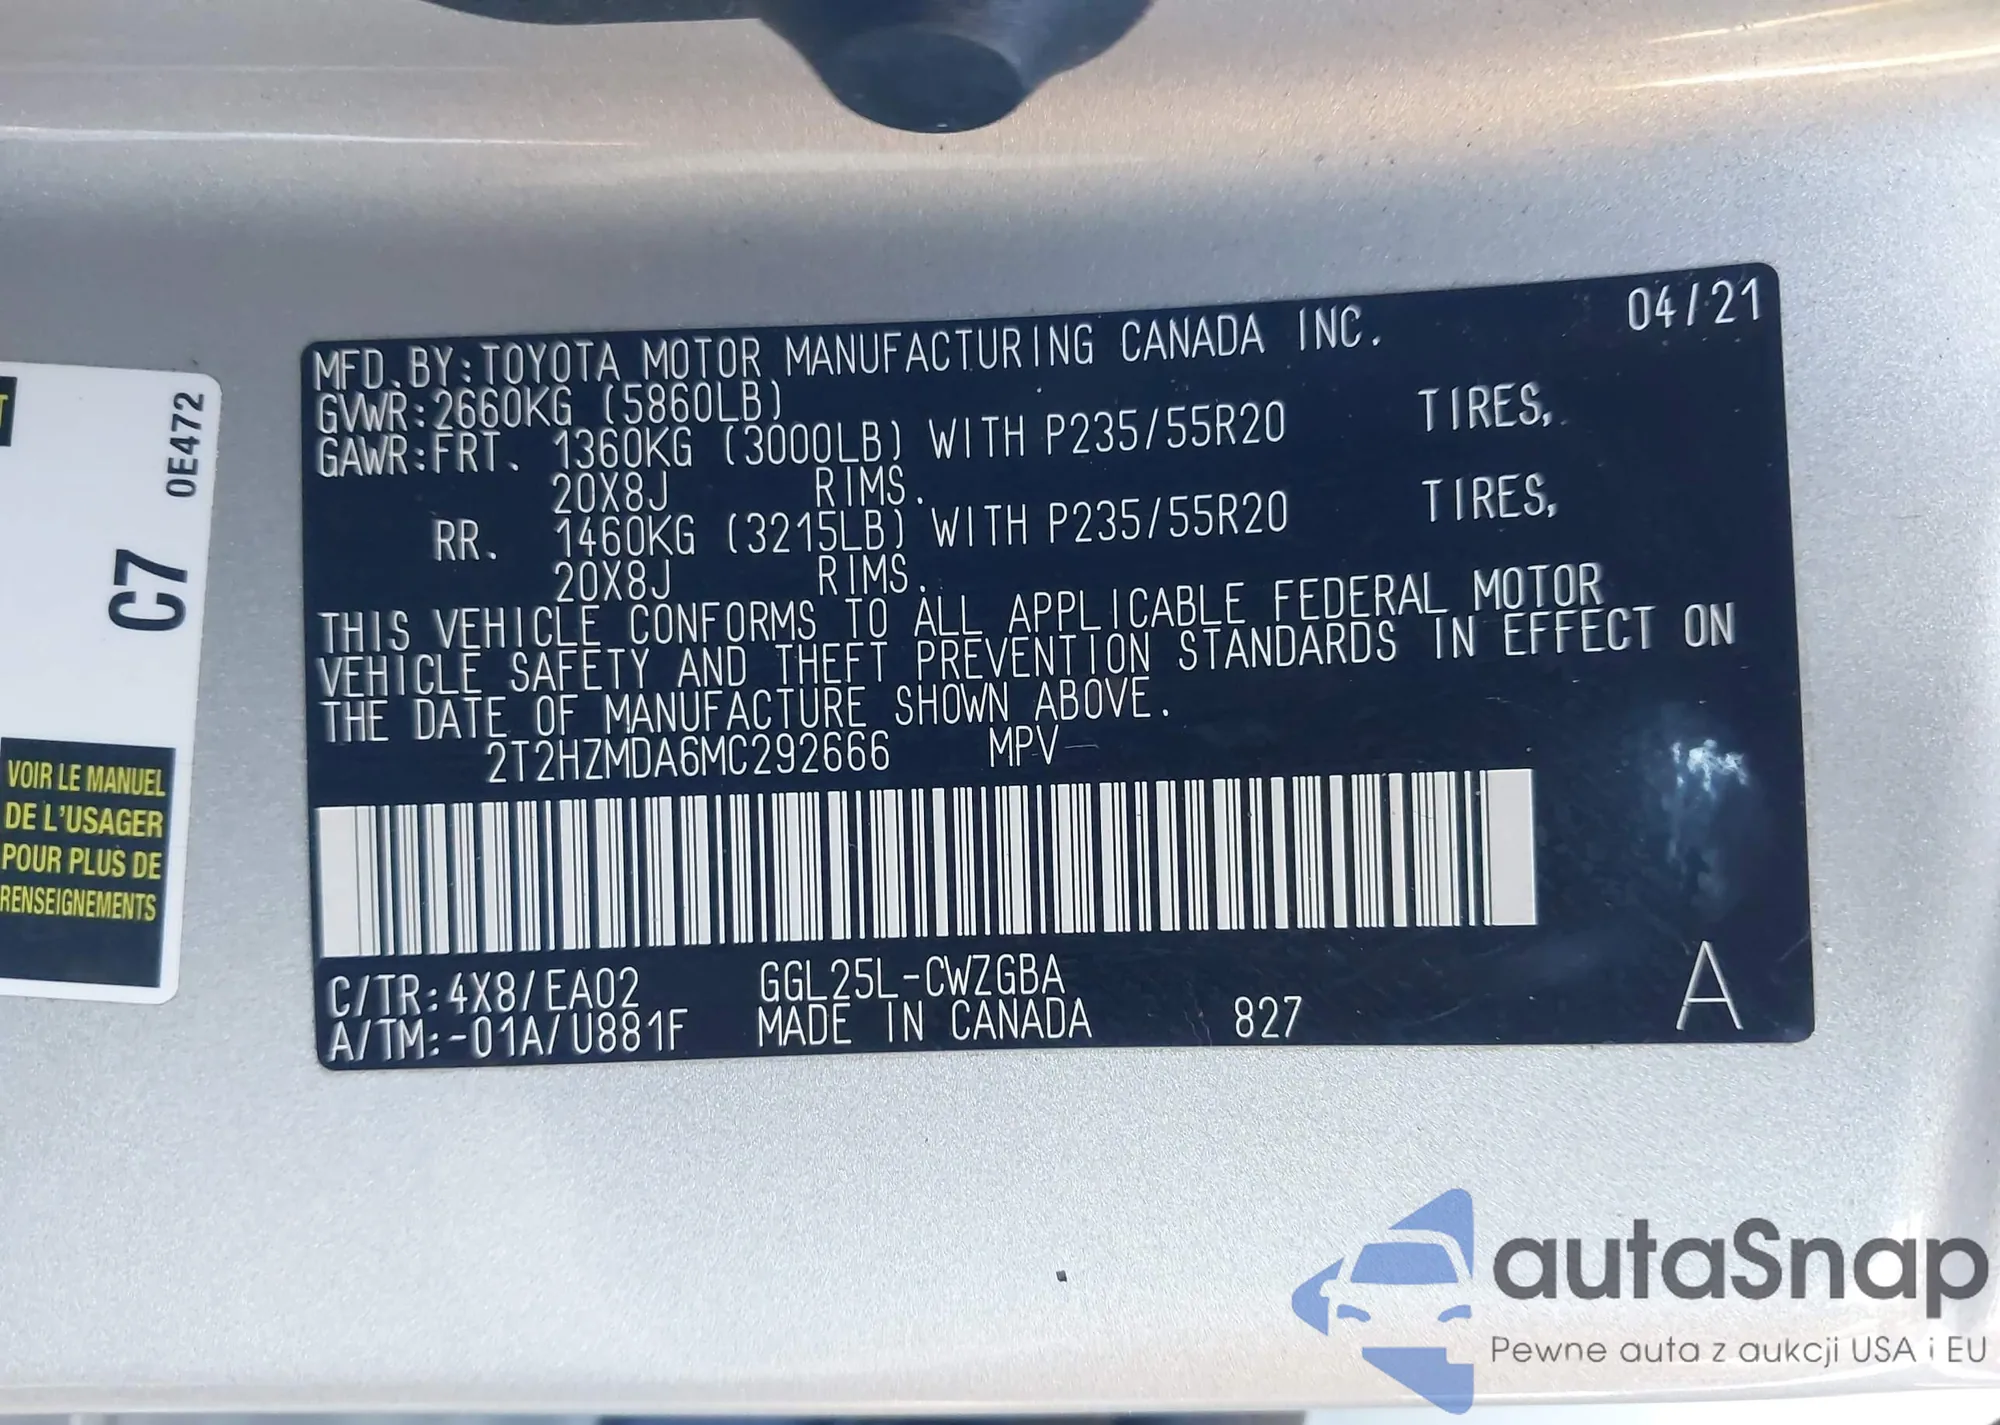 04/21
MFD.BY:TOYOTA MOTOR MANUFACTURING CANADA INC.
GVWR:2660KG (5860LB)
GAWR:FRT. 1360KG (3000LB) WITH P235/55R20 TIRES,
20X8J RIMS.
RR. 1460KG (3215LB) WITH P235/55R20 TIRES,
20X8J RIMS.
THIS VEHICLE CONFORMS TO ALL APPLICABLE FEDERAL MOTOR
VEHICLE SAFETY AND THEFT PREVENTION STANDARDS IN EFFECT ON
THE DATE OF MANUFACTURE SHOWN ABOVE.
2T2HZMDA6MC292666 MPV
C/TR:4X8/EA02 GGL25L-CWZGBA
A/TM:-01A/U881F MADE IN CANADA 827 A
0E472
C7
VOIR LE MANUEL
DE L'USAGER
POUR PLUS DE
RENSEIGNEMENTS
autaSnap
Pewne auta z aukcji USA i EU